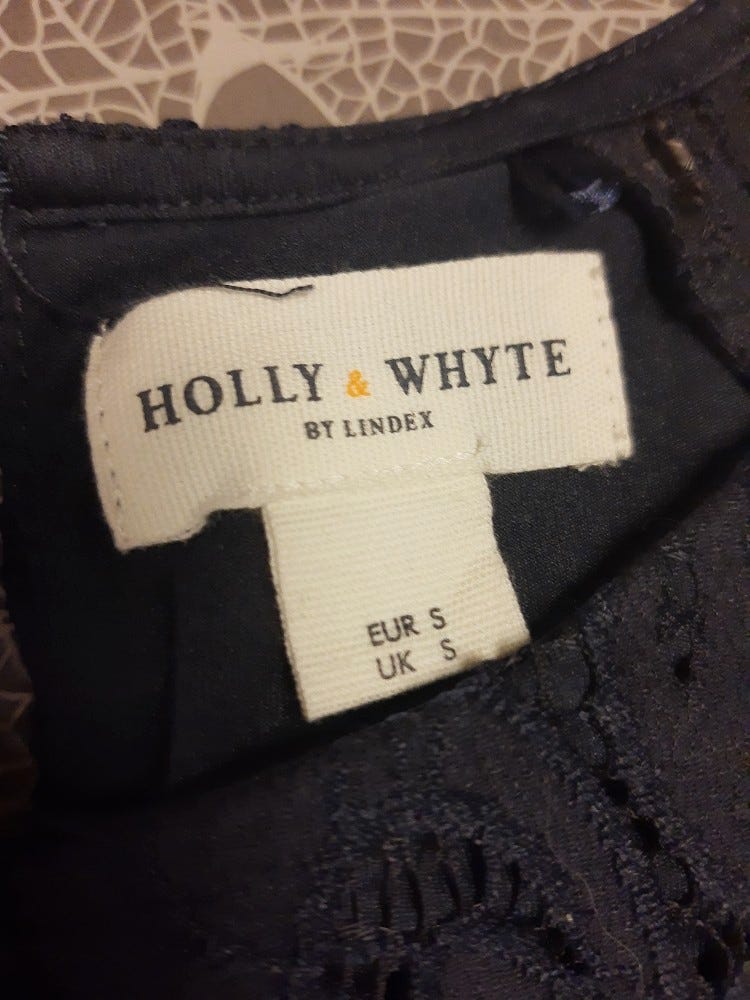 HOLLY & WHYTE
BY LINDEX
EUR S
UK S